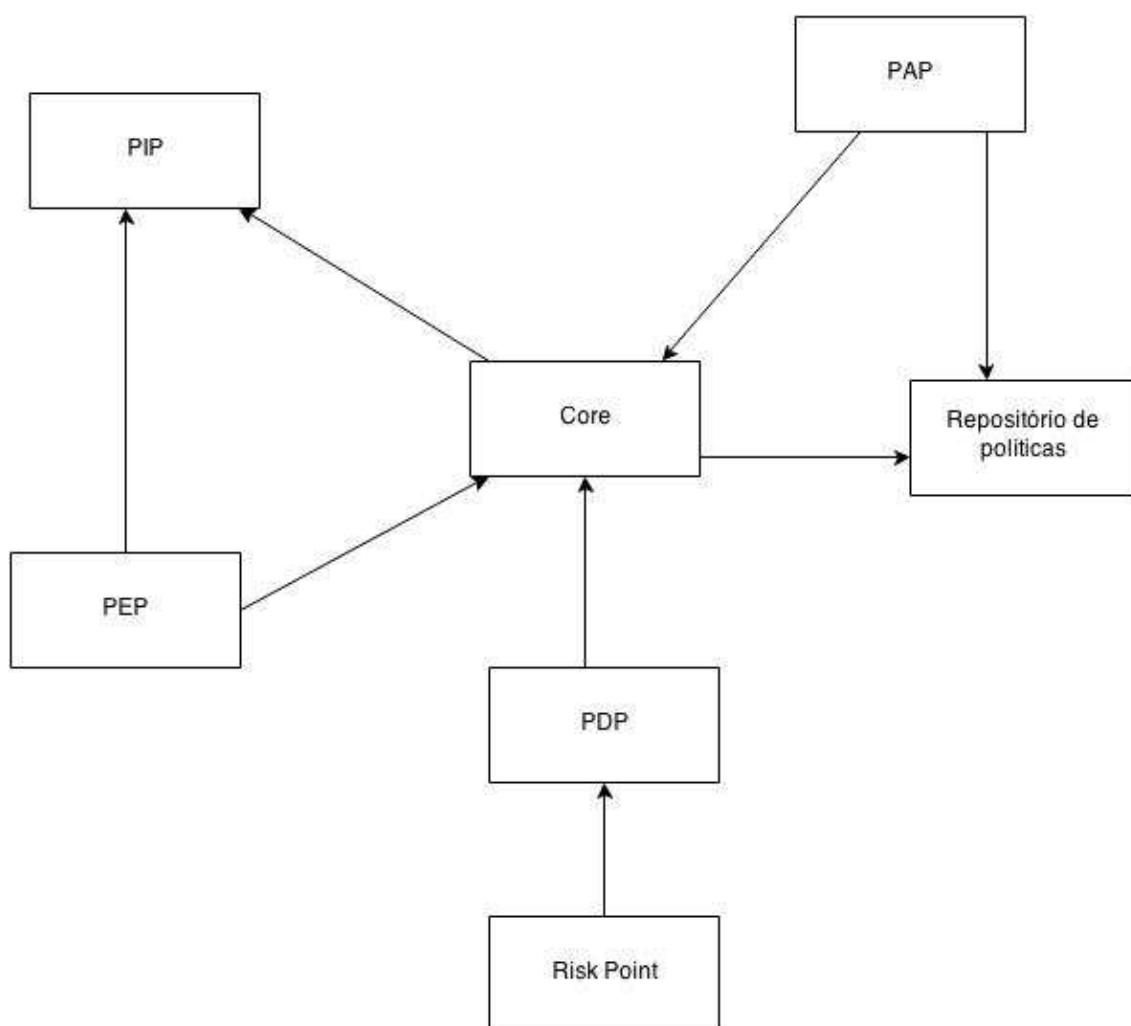 PAP
PIP
Core
Repositório de
políticas
PEP
PDP
Risk Point